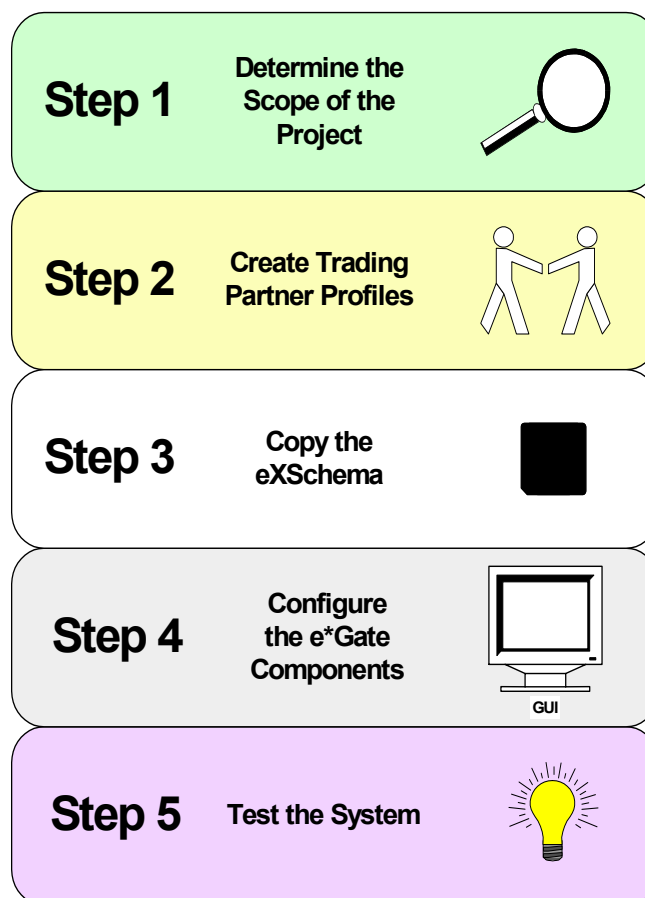 Step 1
Determine the
Scope of the
Project
Step 2
Create Trading
Partner Profiles
Step 3
Copy the
eXSchema
Step 4
Configure
the e*Gate
Components
GUI
Step 5
Test the System